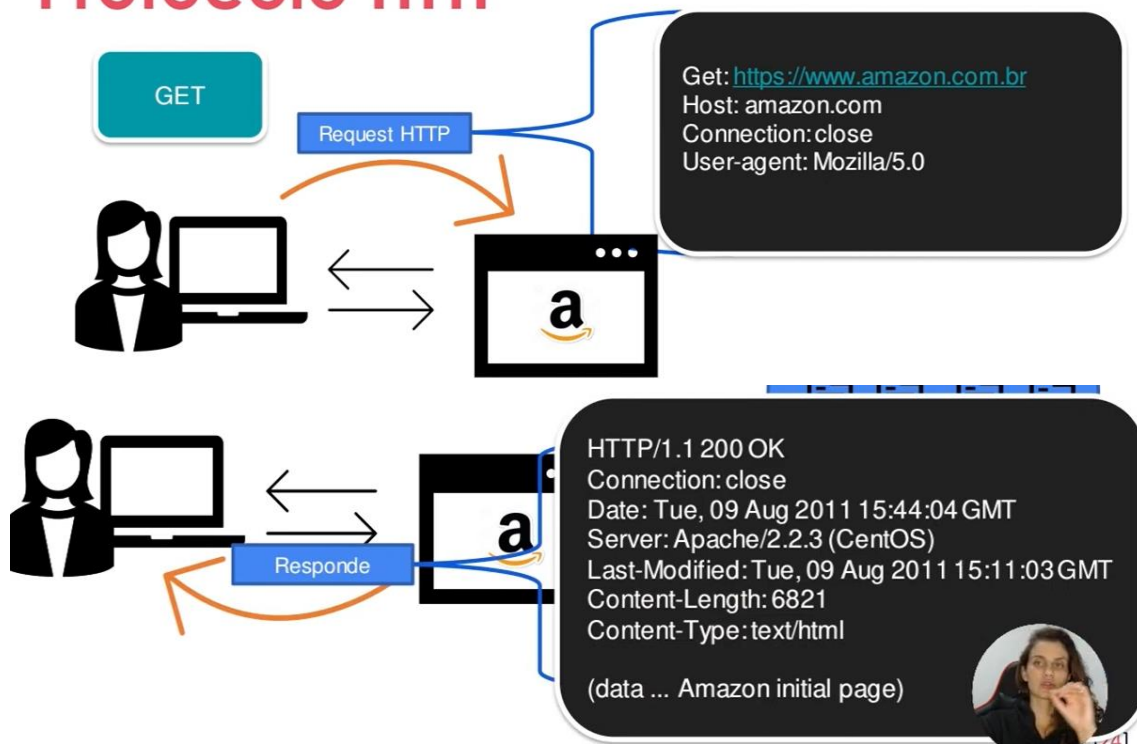 GET
Request HTTP
Get: https://www.amazon.com.br
Host: amazon.com
Connection: close
User-agent: Mozilla/5.0
a
HTTP/1.1 200 OK
Connection: close
Date: Tue, 09 Aug 2011 15:44:04 GMT
Server: Apache/2.2.3 (CentOS)
Last-Modified: Tue, 09 Aug 2011 15:11:03 GMT
Content-Length: 6821
Content-Type: text/html
(data ... Amazon initial page)
a
Responde